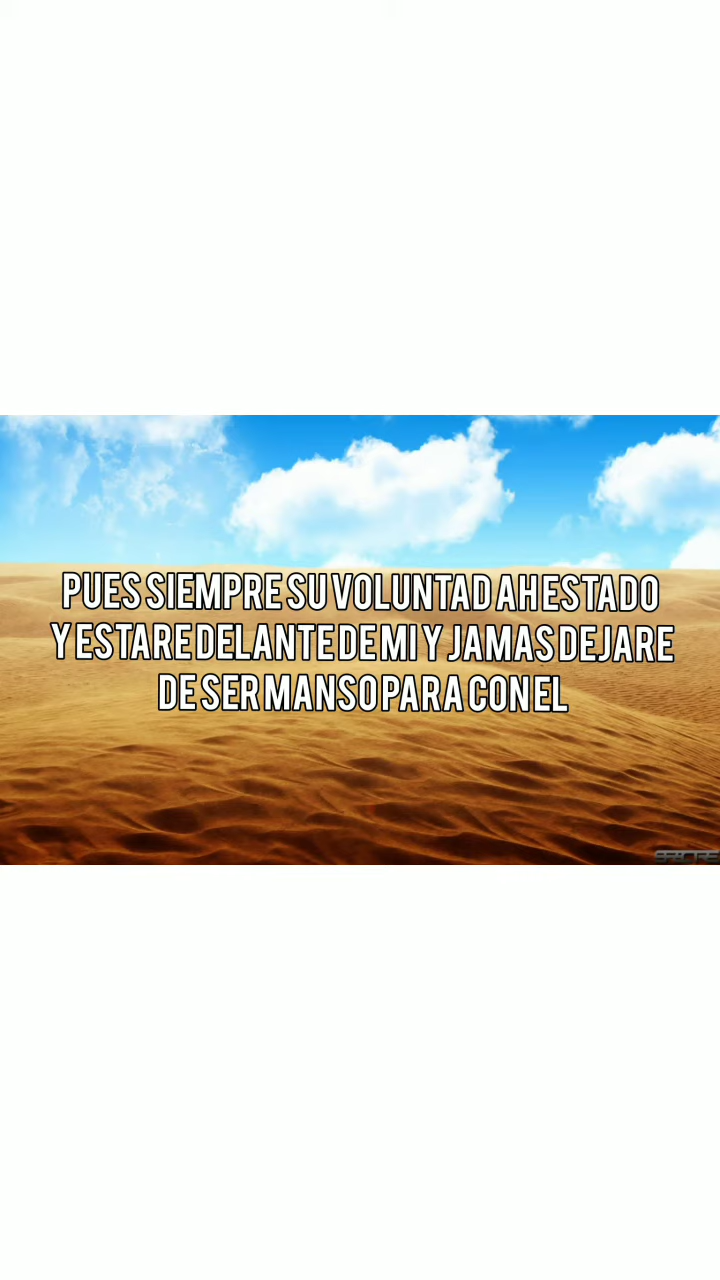 PUES SIEMPRE SU VOLUNTAD AH ESTADO
Y ESTARE DELANTE DE MI Y JAMAS DEJARE
DE SER MANSO PARA CON EL